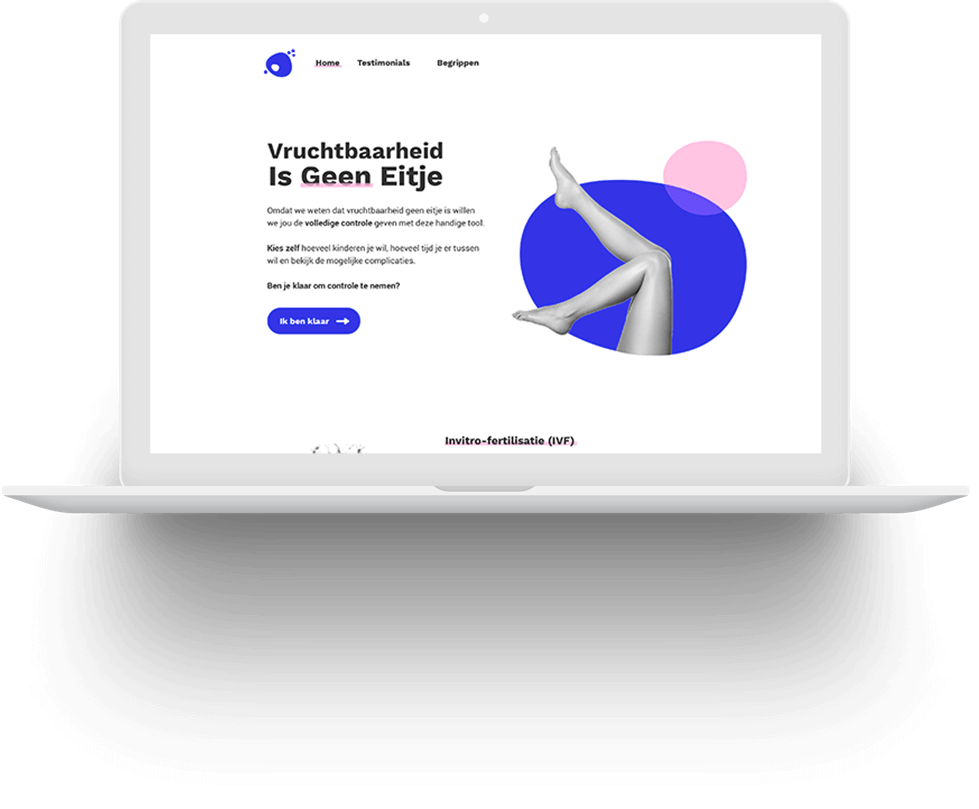 Home Testimonials Begrippen
Vruchtbaarheid
Is Geen Eitje
Omdat we weten dat vruchtbaarheid geen eitje is willen
we jou de volledige controle geven met deze handige tool.
Kies zelf hoeveel kinderen je wil, hoeveel tijd je er tussen
wil en bekijk de mogelijke complicaties.
Ben je klaar om controle te nemen?
Ik ben klaar
Invitro-fertilisatie (IVF)